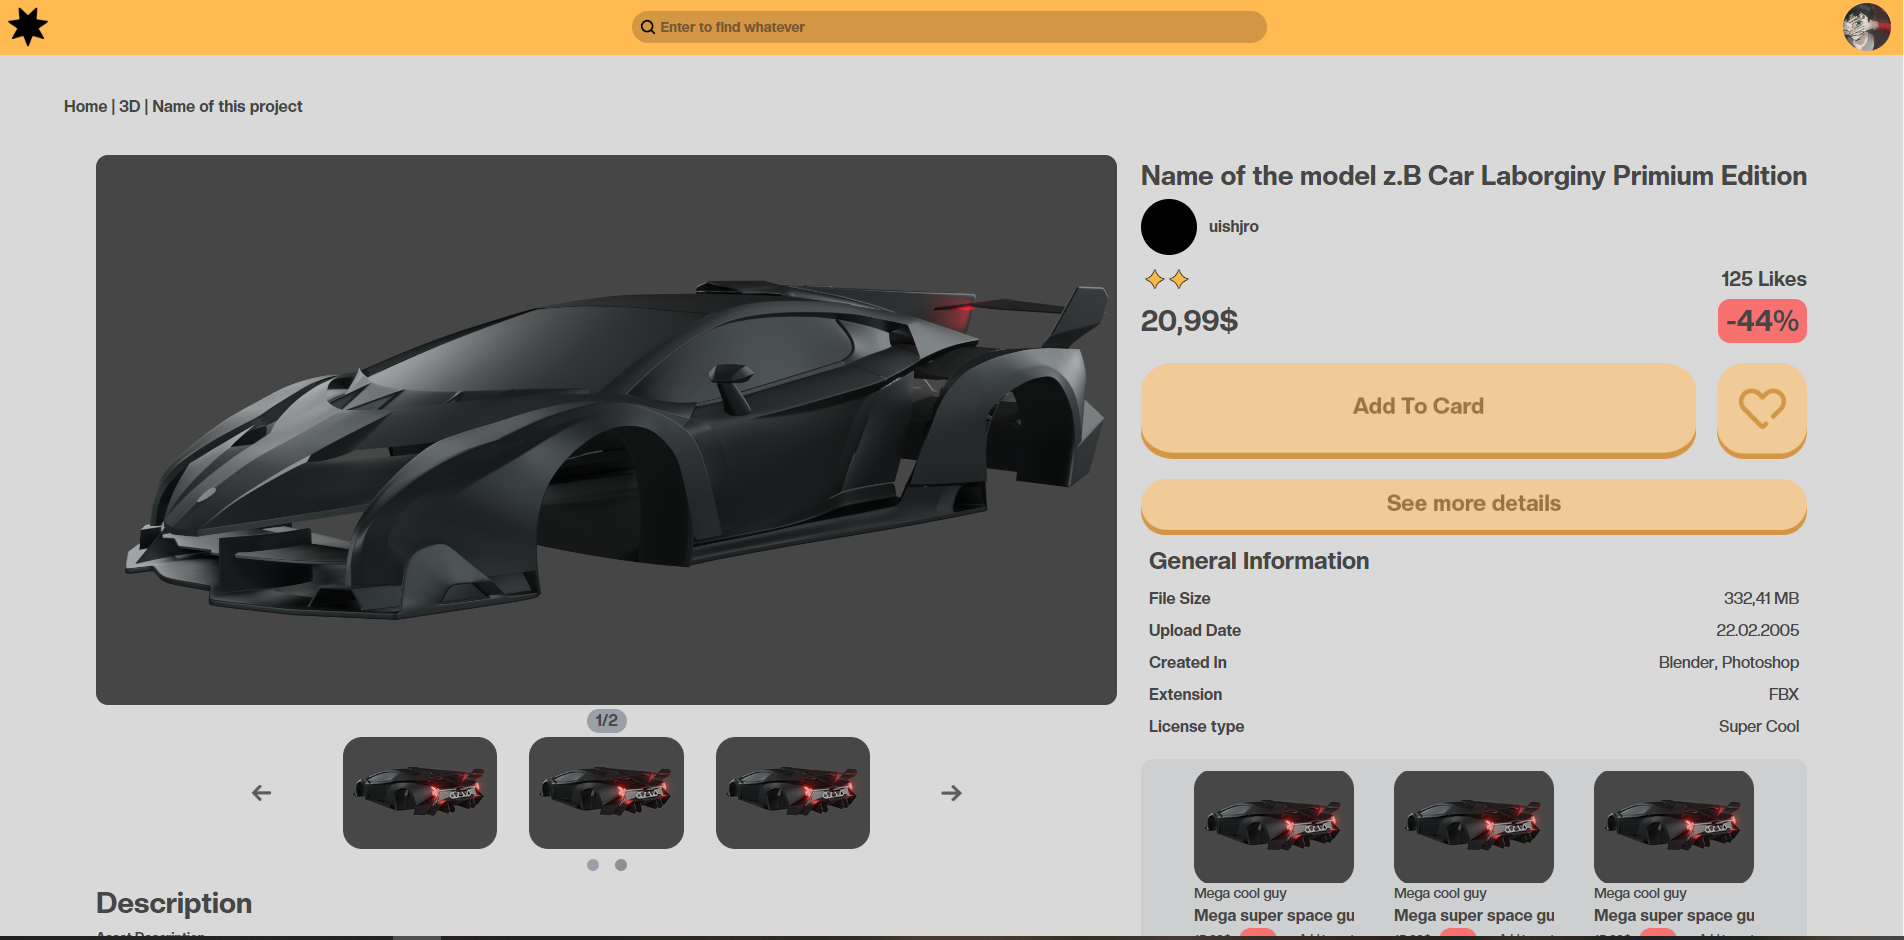 Enter to find whatever
Home | 3D | Name of this project
Name of the model z.B Car Laborginy Primium Edition
uishjro
125 Likes
20,99$
-44%
Add To Card
See more details
General Information
File Size 332,41 MB
Upload Date 22.02.2005
Created In Blender, Photoshop
Extension FBX
License type Super Cool
1/2
Description
Asset Description
Mega cool guy
Mega super space gu
Mega cool guy
Mega super space gu
Mega cool guy
Mega super space gu